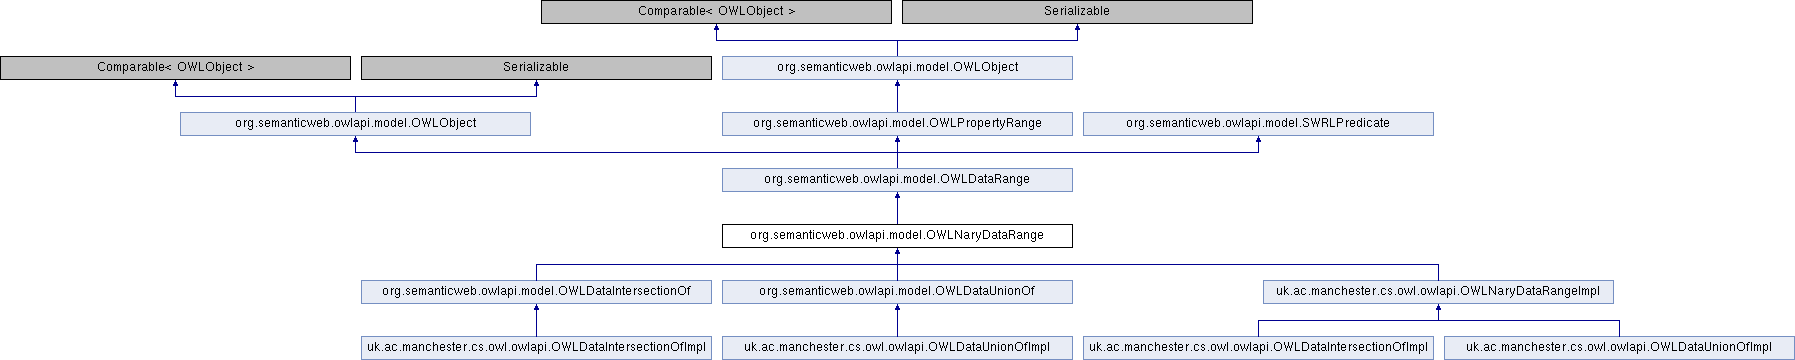 Comparable< OWLObject >
Serializable
Comparable< OWLObject >
Serializable
org.semanticweb.owlapi.model.OWLObject
org.semanticweb.owlapi.model.OWLObject
org.semanticweb.owlapi.model.OWLPropertyRange
org.semanticweb.owlapi.model.SWRLPredicate
org.semanticweb.owlapi.model.OWLDataRange
org.semanticweb.owlapi.model.OWLNaryDataRange
org.semanticweb.owlapi.model.OWLDataIntersectionOf
org.semanticweb.owlapi.model.OWLDataUnionOf
uk.ac.manchester.cs.owl.owlapi.OWLNaryDataRangeImpl
uk.ac.manchester.cs.owl.owlapi.OWLDataIntersectionOfImpl
uk.ac.manchester.cs.owl.owlapi.OWLDataUnionOfImpl
uk.ac.manchester.cs.owl.owlapi.OWLDataIntersectionOfImpl
uk.ac.manchester.cs.owl.owlapi.OWLDataUnionOfImpl